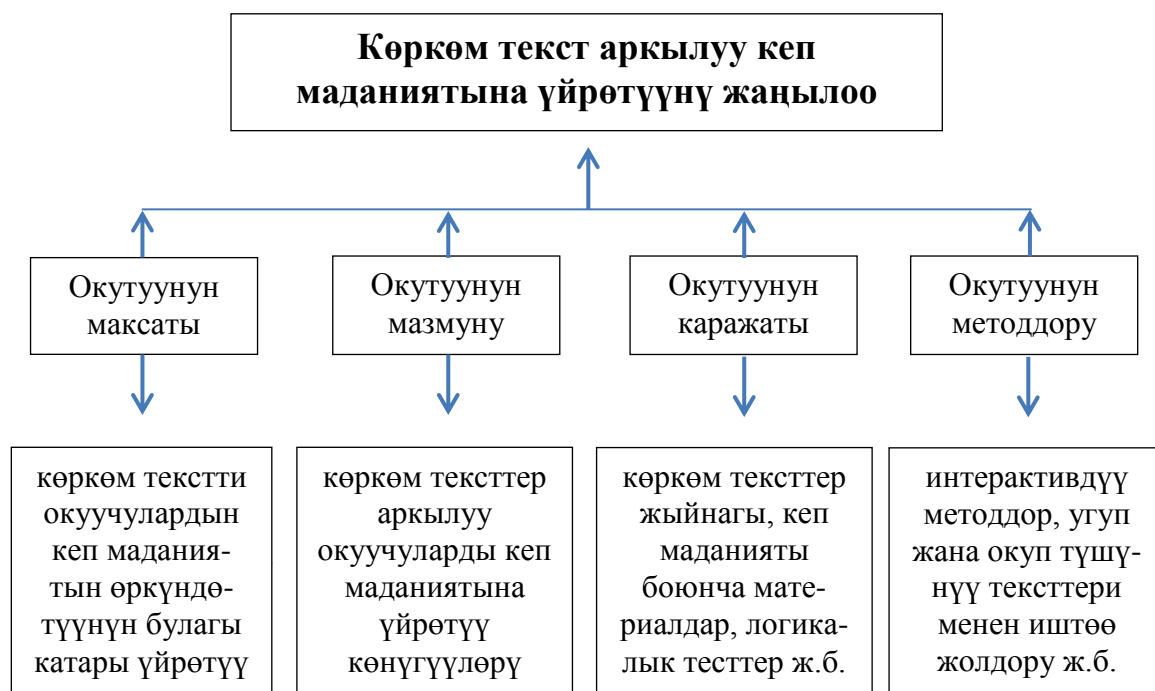 Көркөм текст аркылуу кеп
маданиятына үйрөтүүнү жаңылоо
Окутуунун
максаты
Окутуунун
мазмуну
Окутуунун
каражаты
Окутуунун
методдору
көркөм текстти
окуучулардын
кеп мадания-
тын өркүндө-
түүнүн булагы
катары үйрөтүү
көркөм тексттер
аркылуу
окуучуларды кеп
маданиятына
үйрөтүү
көнүгүүлөрү
көркөм тексттер
жыйнагы, кеп
маданияты
боюнча мате-
риалдар, логика-
лык тесттер ж.б.
интерактивдүү
методдор, угуп
жана окуп түшү-
нүү тексттери
менен иштөө
жолдору ж.б.